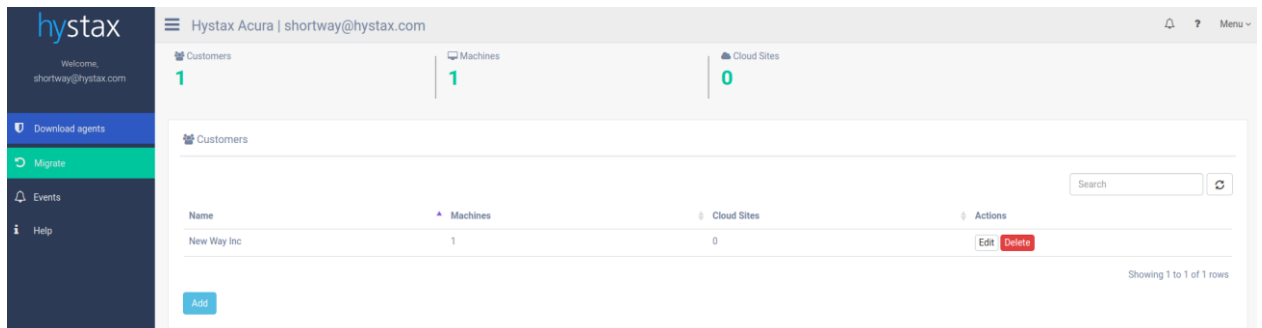 hystax
Welcome,
shortway@hystax.com
Download agents
Migrate
Events
Help
Hystax Acura | shortway@hystax.com
? Menu
Customers
1
Machines
1
Cloud Sites
0
Customers
Search
Name Machines Cloud Sites Actions
New Way Inc 1 0 Edit Delete
Showing 1 to 1 of 1 rows
Add